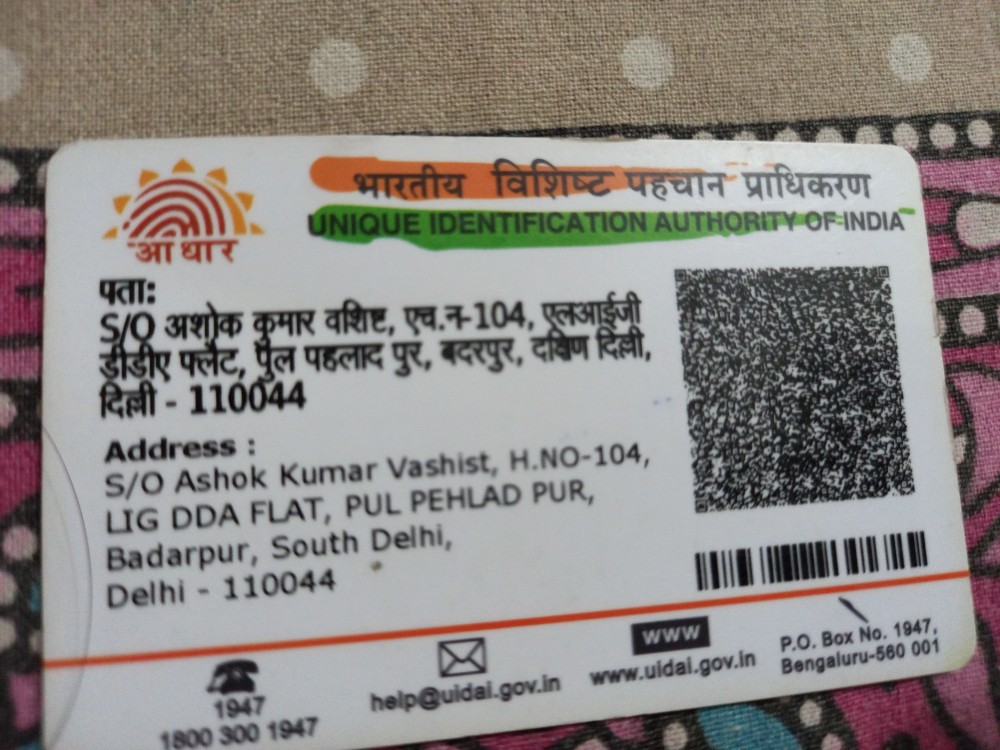 आधार
भारतीय विशिष्ट पहचान प्राधिकरण
UNIQUE IDENTIFICATION AUTHORITY OF INDIA
पता:
S/O अशोक कुमार वशिष्ट, एच.न-104, एलआईजी
डीडीए फ्लैट, पुल पहलाद पुर, बदरपुर, दक्षिण दिल्ली,
दिल्ली - 110044
Address :
S/O Ashok Kumar Vashist, H.NO-104,
LIG DDA FLAT, PUL PEHLAD PUR,
Badarpur, South Delhi,
Delhi - 110044
1947
1800 300 1947
help@uidai.gov.in
www
www.uidai.gov.in
P.O. Box No. 1947,
Bengaluru-560 001